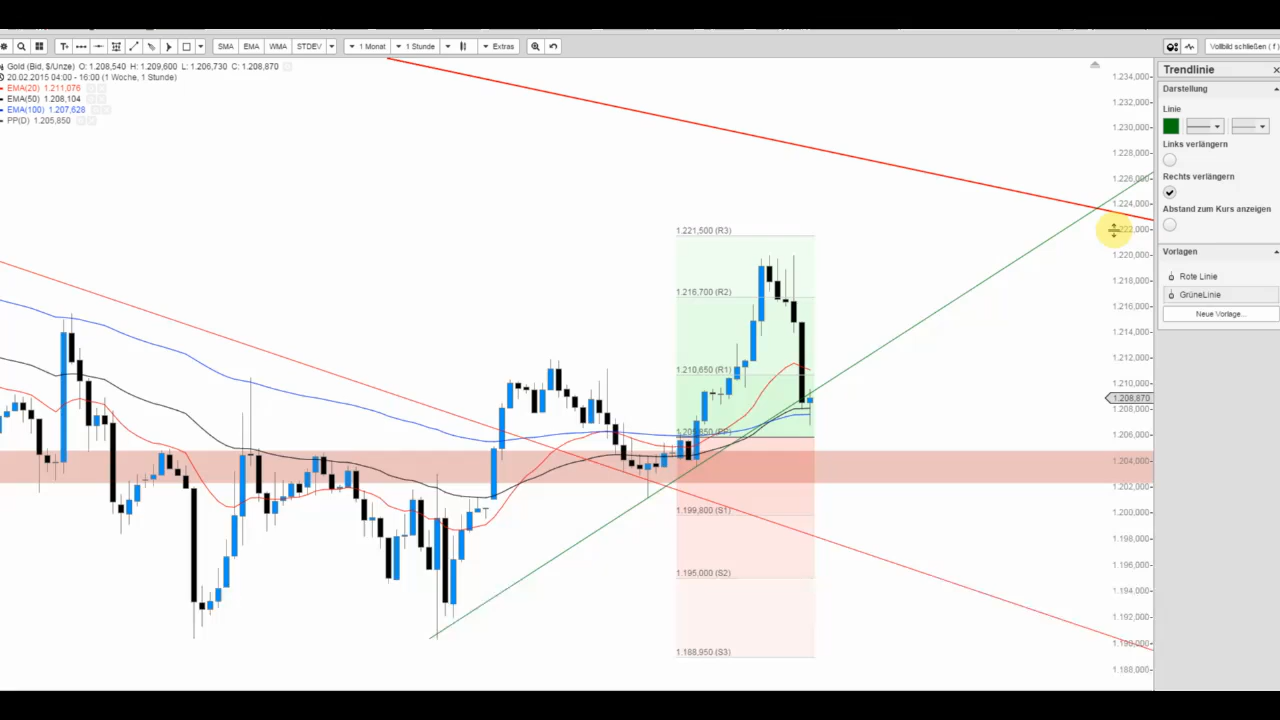 SMA EMA WMA STDEV 1 Monat 1 Stunde Extras Vollbild schließen ( f )
Gold (Bid, $/Unze) O: 1.208,540 H: 1.209,600 L: 1.206,730 C: 1.208,870
20.02.2015 04:00 - 16:00 (1 Woche, 1 Stunde)
EMA(20) 1.211,076
EMA(50) 1.208,104
EMA(100) 1.207,628
PP(D) 1.205,850
1.221,500 (R3)
1.216,700 (R2)
1.210,650 (R1)
1.205,850 (PP)
1.199,800 (S1)
1.195,000 (S2)
1.188,950 (S3)
1.234,000
1.232,000
1.230,000
1.228,000
1.226,000
1.224,000
1.222,000
1.220,000
1.218,000
1.216,000
1.214,000
1.212,000
1.210,000
1.208,870
1.208,000
1.206,000
1.204,000
1.202,000
1.200,000
1.198,000
1.196,000
1.194,000
1.192,000
1.190,000
1.188,000
Trendlinie
Darstellung
Linie
Links verlängern
Rechts verlängern
Abstand zum Kurs anzeigen
Vorlagen
Rote Linie
GrüneLinie
Neue Vorlage...